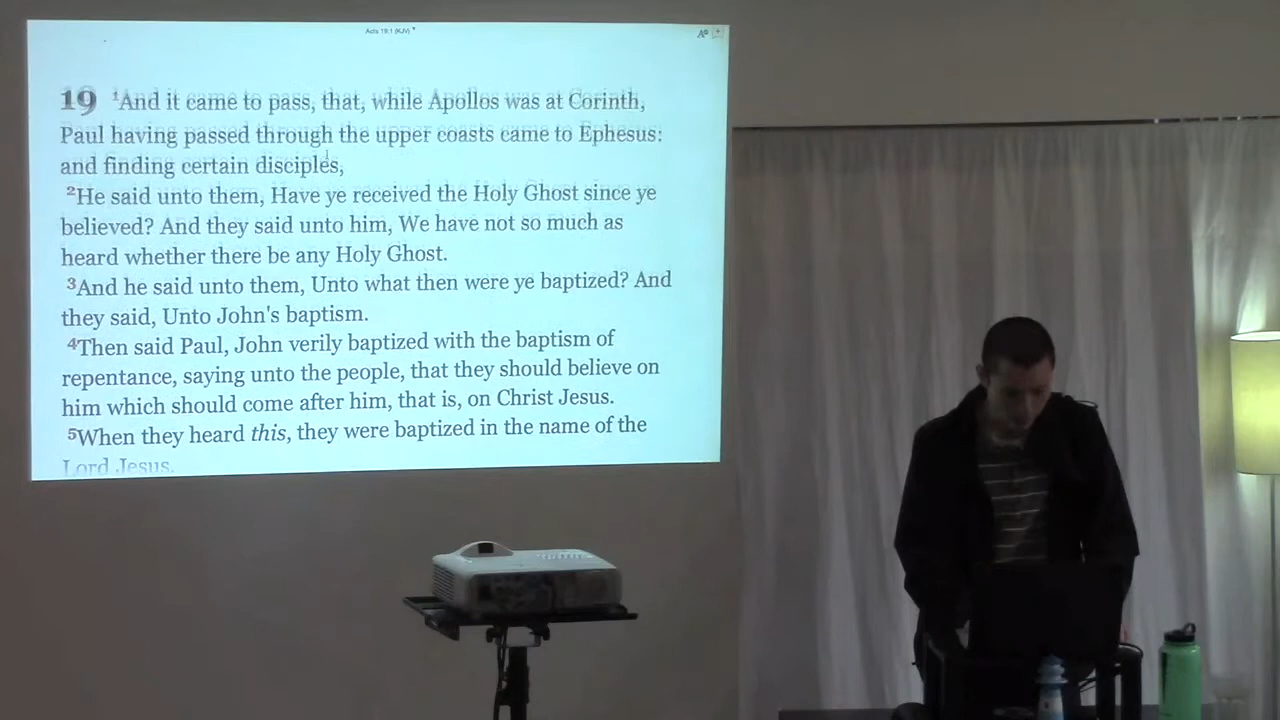 Acts 19:1 (KJV)
19 1And it came to pass, that, while Apollos was at Corinth,
Paul having passed through the upper coasts came to Ephesus:
and finding certain disciples,
2He said unto them, Have ye received the Holy Ghost since ye
believed? And they said unto him, We have not so much as
heard whether there be any Holy Ghost.
3And he said unto them, Unto what then were ye baptized? And
they said, Unto John's baptism.
4Then said Paul, John verily baptized with the baptism of
repentance, saying unto the people, that they should believe on
him which should come after him, that is, on Christ Jesus.
5When they heard this, they were baptized in the name of the
Lord Jesus.